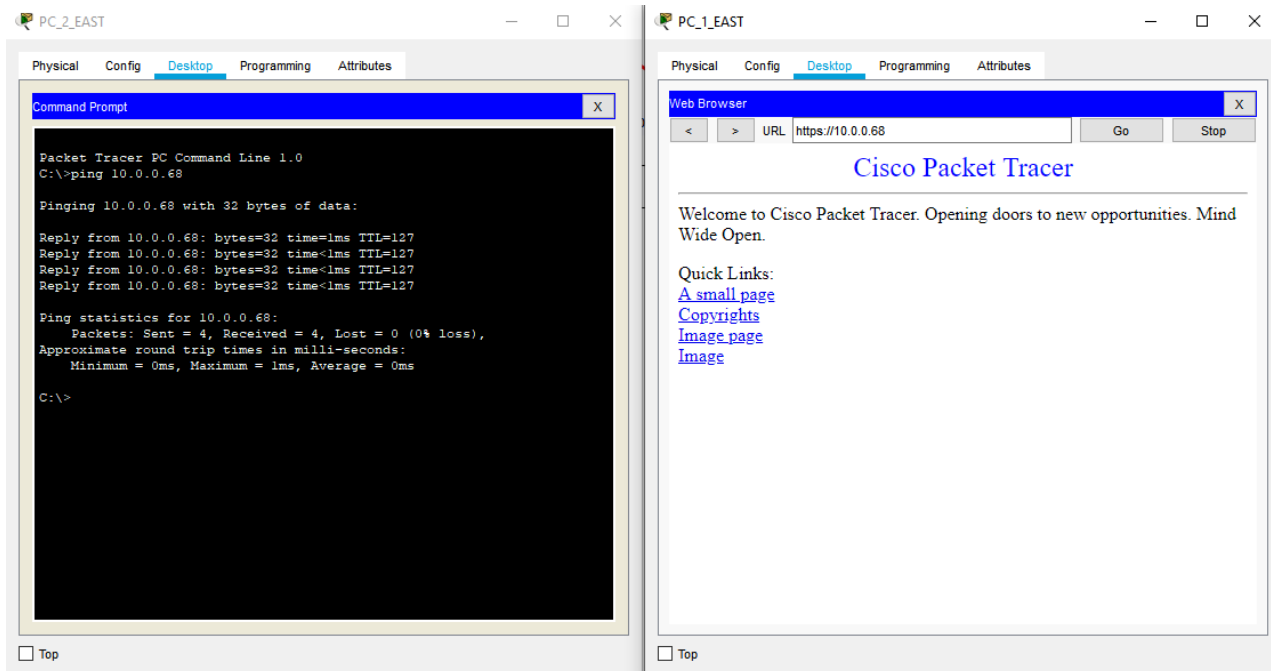 PC_2_EAST
Physical Config Desktop Programming Attributes
Command Prompt X
Packet Tracer PC Command Line 1.0
C:\>ping 10.0.0.68
Pinging 10.0.0.68 with 32 bytes of data:
Reply from 10.0.0.68: bytes=32 time=1ms TTL=127
Reply from 10.0.0.68: bytes=32 time<1ms TTL=127
Reply from 10.0.0.68: bytes=32 time<1ms TTL=127
Reply from 10.0.0.68: bytes=32 time<1ms TTL=127
Ping statistics for 10.0.0.68:
Packets: Sent = 4, Received = 4, Lost = 0 (0% loss),
Approximate round trip times in milli-seconds:
Minimum = 0ms, Maximum = 1ms, Average = 0ms
C:\>
Top
PC_1_EAST
Physical Config Desktop Programming Attributes
Web Browser X
< > URL https://10.0.0.68 Go Stop
Cisco Packet Tracer
Welcome to Cisco Packet Tracer. Opening doors to new opportunities. Mind
Wide Open.
Quick Links:
A small page
Copyrights
Image page
Image
Top